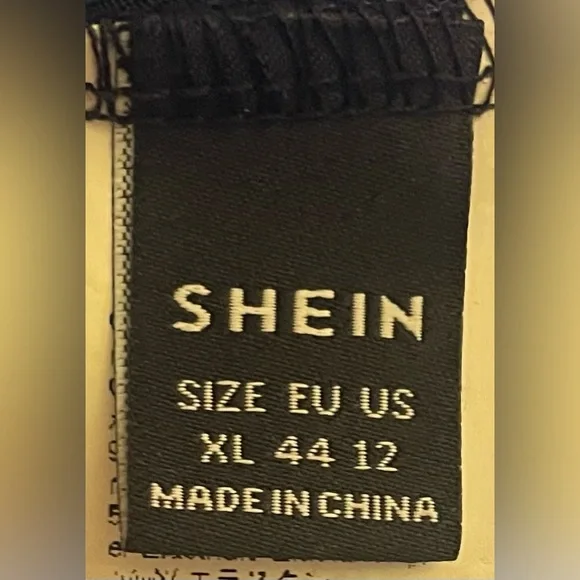 SHEIN
SIZE EU US
XL 44 12
MADE IN CHINA